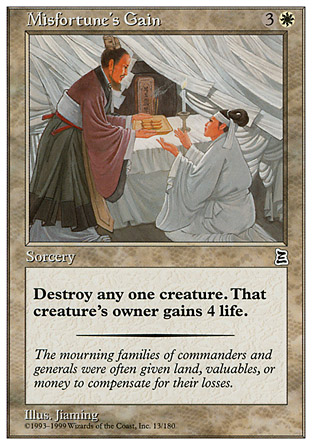 Misfortune's Gain 3
Sorcery
Destroy any one creature. That
creature's owner gains 4 life.
The mourning families of commanders and
generals were often given land, valuables, or
money to compensate for their losses.
Illus. Jiaming
©1993-1999 Wizards of the Coast, Inc. 13/180